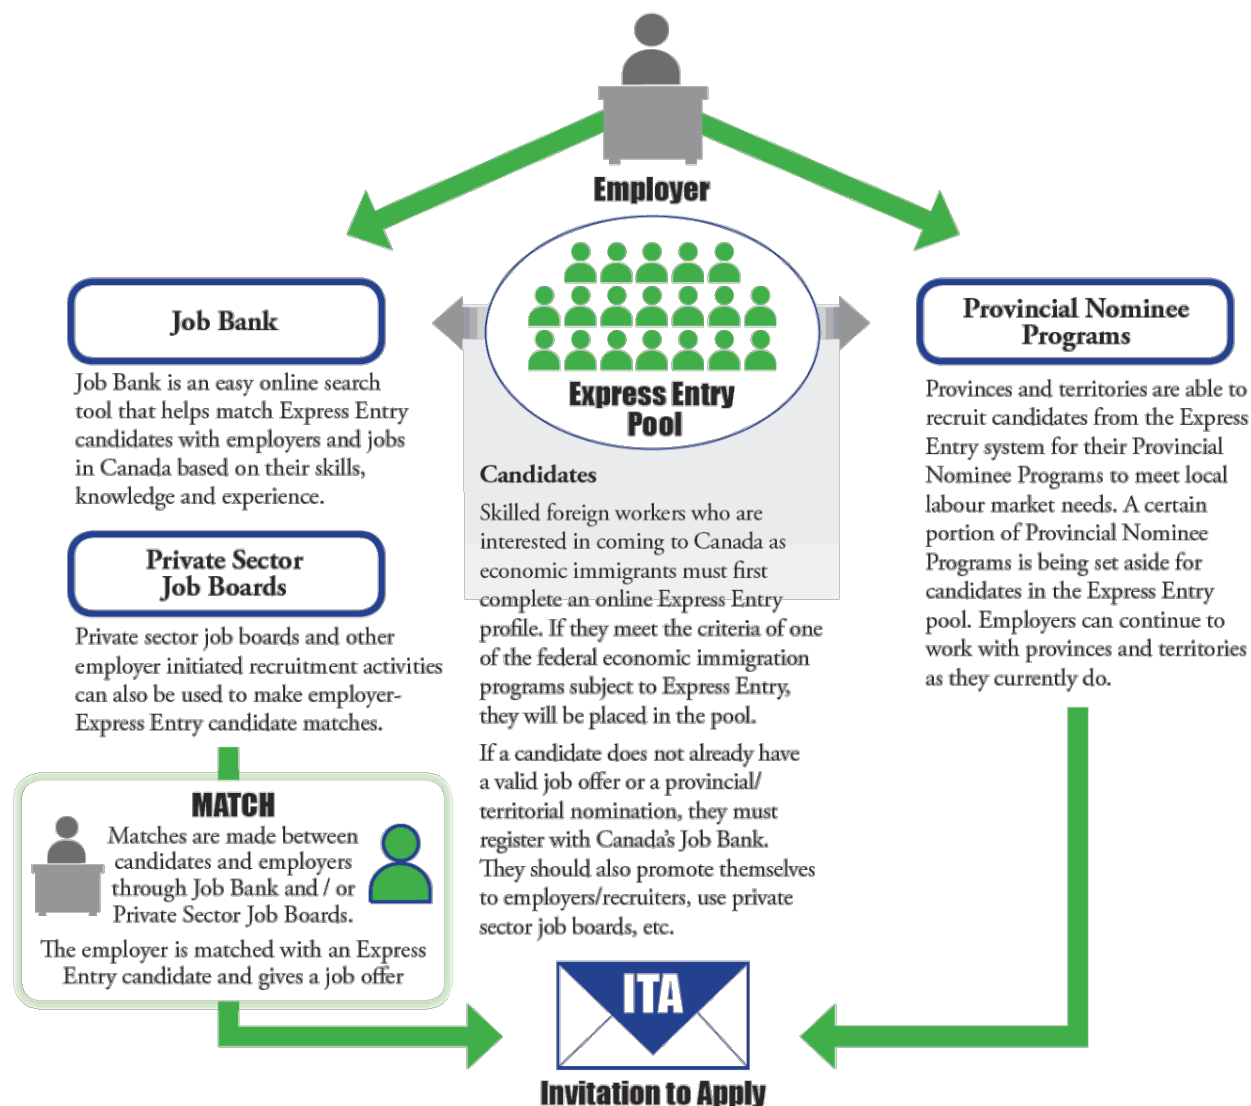 Employer
Job Bank
Job Bank is an easy online search
tool that helps match Express Entry
candidates with employers and jobs
in Canada based on their skills,
knowledge and experience.
Private Sector
Job Boards
Private sector job boards and other
employer initiated recruitment activities
can also be used to make employer-
Express Entry candidate matches.
MATCH
Matches are made between
candidates and employers
through Job Bank and / or
Private Sector Job Boards.
The employer is matched with an Express
Entry candidate and gives a job offer
Express Entry
Pool
Candidates
Skilled foreign workers who are
interested in coming to Canada as
economic immigrants must first
complete an online Express Entry
profile. If they meet the criteria of one
of the federal economic immigration
programs subject to Express Entry,
they will be placed in the pool.
If a candidate does not already have
a valid job offer or a provincial/
territorial nomination, they must
register with Canada's Job Bank.
They should also promote themselves
to employers/recruiters, use private
sector job boards, etc.
Provincial Nominee
Programs
Provinces and territories are able to
recruit candidates from the Express
Entry system for their Provincial
Nominee Programs to meet local
labour market needs. A certain
portion of Provincial Nominee
Programs is being set aside for
candidates in the Express Entry
pool. Employers can continue to
work with provinces and territories
as they currently do.
ITA
Invitation to Apply